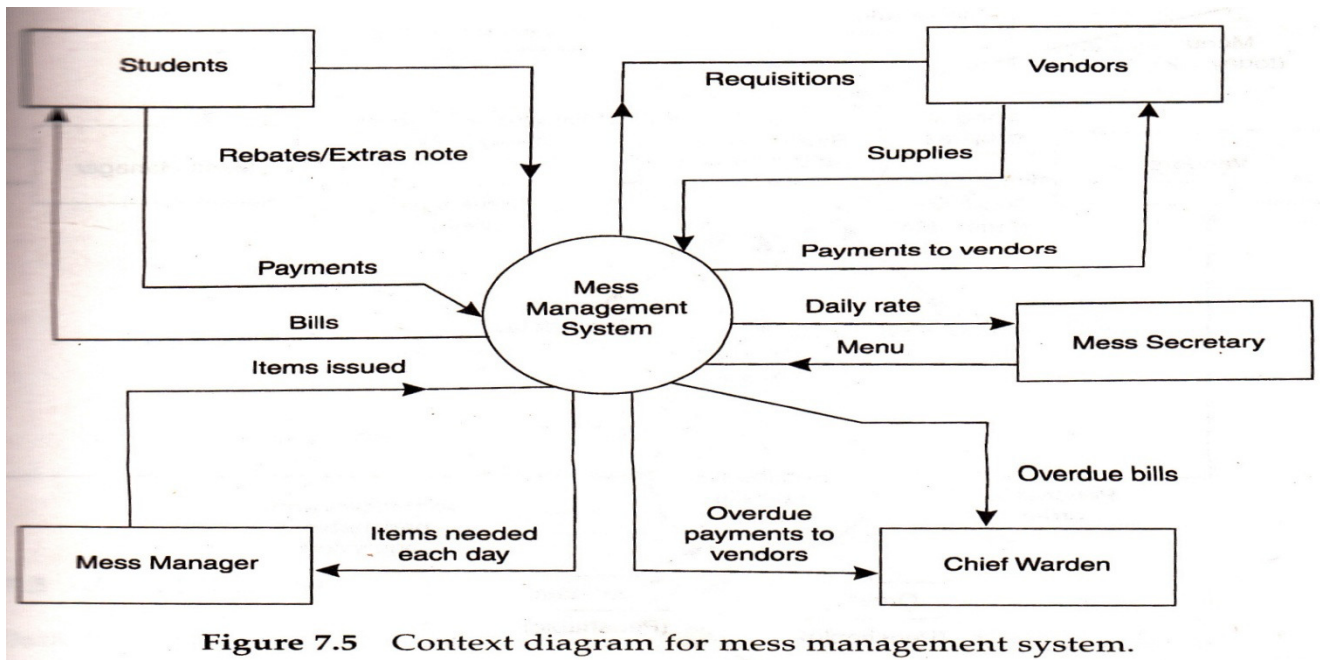 Students
Requisitions
Vendors
Rebates/Extras note
Supplies
Payments
Payments to vendors
Mess
Management
System
Bills
Daily rate
Menu
Mess Secretary
Items issued
Overdue bills
Mess Manager
Items needed
each day
Overdue
payments to
vendors
Chief Warden
Figure 7.5 Context diagram for mess management system.